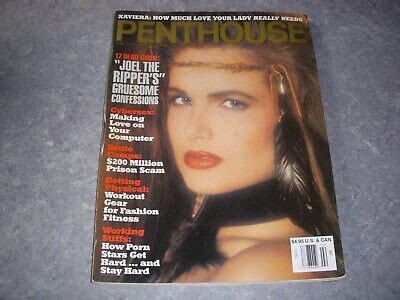 XAVIERA: HOW MUCH LOVE YOUR LADY REALLY NEEDS
PENTHOUSE
17 DEAD GIRLS:
"JOEL THE
RIPPER'S"
GRUESOME
CONFESSIONS
Cybersex:
Making
Love on
Your
Computer
Brute
Camps:
$200 Million
Prison Scam
Getting
Physical:
Workout
Gear
for Fashion
Fitness
Working
Stiffs:
How Porn
Stars Get
Hard ... and
Stay Hard
$4.95 U.S. & CAN